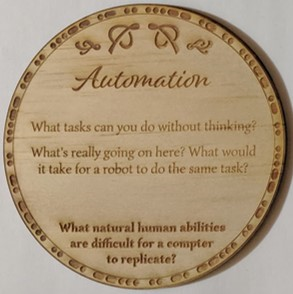 Automation
What tasks can you do without thinking?
What's really going on here? What would
it take for a robot to do the same task?
What natural human abilities
are difficult for a compter
to replicate?